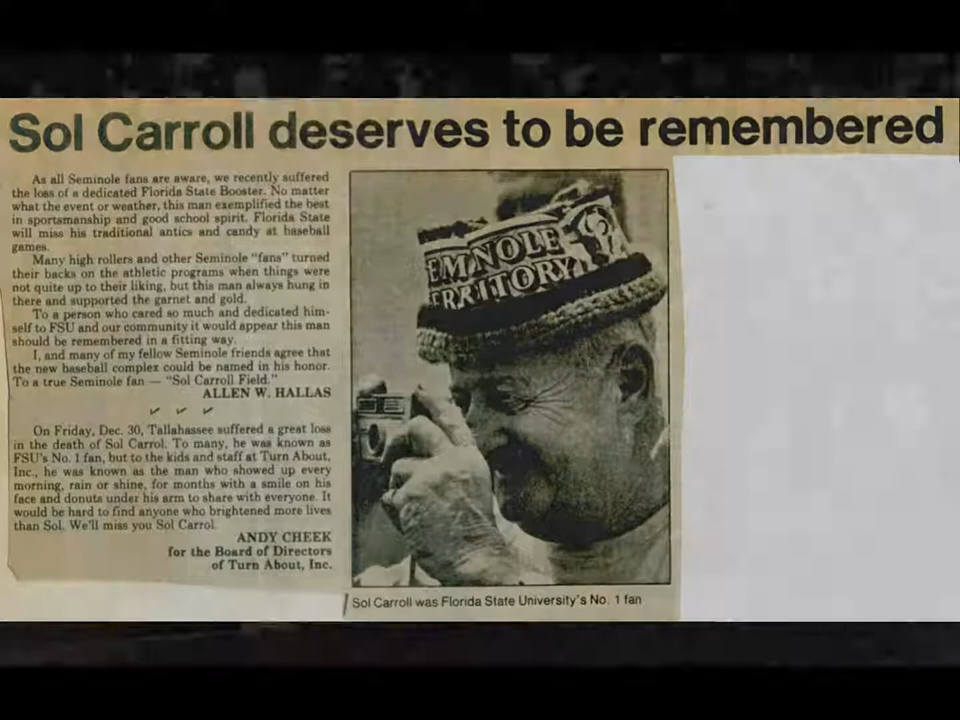 Sol Carroll deserves to be remembered
As all Seminole fans are aware, we recently suffered
the loss of a dedicated Florida State Booster. No matter
what the event or weather, this man exemplified the best
in sportsmanship and good school spirit. Florida State
will miss his traditional antics and candy at baseball
games.
Many high rollers and other Seminole "fans" turned
their backs on the athletic programs when things were
not quite up to their liking, but this man always hung in
there and supported the garnet and gold.
To a person who cared so much and dedicated him-
self to FSU and our community it would appear this man
should be remembered in a fitting way.
I, and many of my fellow Seminole friends agree that
the new baseball complex could be named in his honor.
To a true Seminole fan — "Sol Carroll Field."
ALLEN W. HALLAS
On Friday, Dec. 30, Tallahassee suffered a great loss
in the death of Sol Carrol. To many, he was known as
FSU's No. 1 fan, but to the kids and staff at Turn About,
Inc., he was known as the man who showed up every
morning, rain or shine, for months with a smile on his
face and donuts under his arm to share with everyone. It
would be hard to find anyone who brightened more lives
than Sol. We'll miss you Sol Carrol.
ANDY CHEEK
for the Board of Directors
of Turn About, Inc.
EMNOLE
ERRITORY
Sol Carroll was Florida State University's No. 1 fan